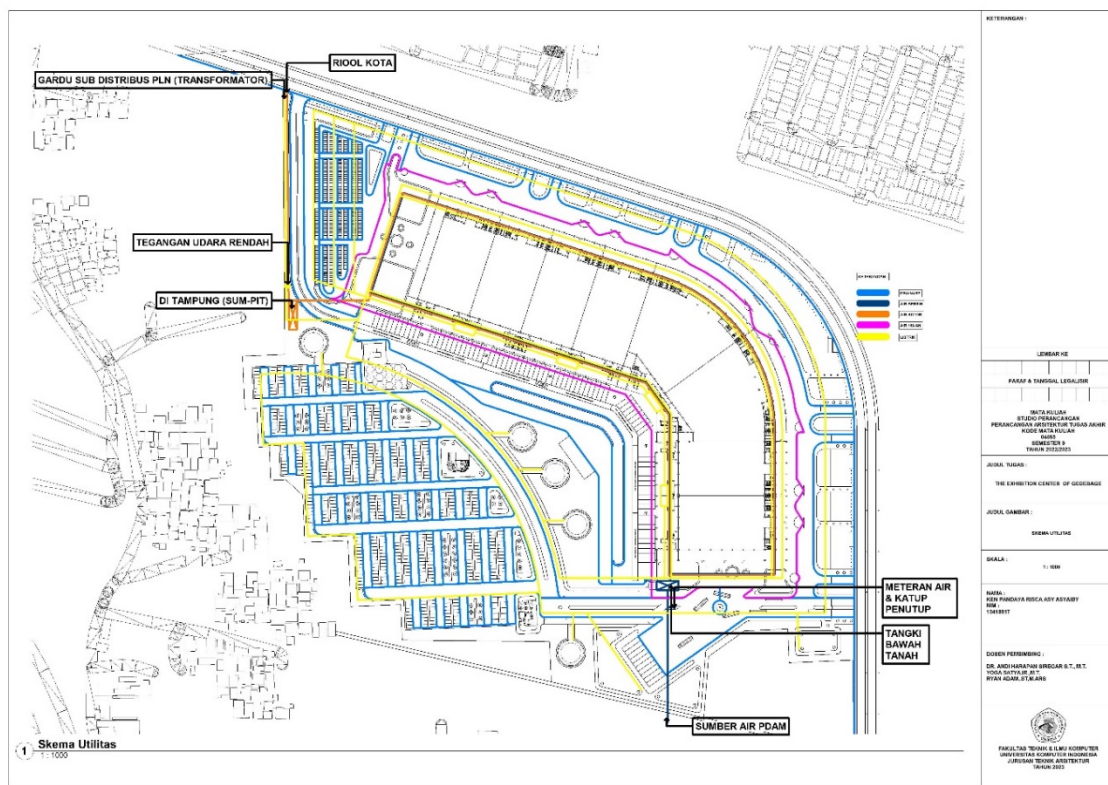 RIOOL KOTA
GARDU SUB DISTRIBUS PLN (TRANSFORMATOR)
TEGANGAN UDARA RENDAH
DI TAMPUNG (SUM-PIT)
METERAN AIR
& KATUP
PENUTUP
TANGKI
BAWAH
TANAH
SUMBER AIR PDAM
1
Skema Utilitas
1 : 1000
KETERANGAN :
LEMBAR KE
PARAF & TANGGAL LEGALISIR
MATA KULIAH
STUDIO PERANCANGAN
PERANCANGAN ARSITEKTUR TUGAS AKHIR
KODE MATA KULIAH
SEMESTER 9
TAHUN 2022/2023
JUDUL TUGAS :
THE EXHIBITION CENTER OF GEDEBAGE
JUDUL GAMBAR :
SKEMA UTILITAS
SKALA :
1 : 1000
NAMA :
NIM :
DOSEN PEMBIMBING :
DR. ANDI HARAPAN SIREGAR S.T., M.T.
FAKULTAS TEKNIK & ILMU KOMPUTER
UNIVERSITAS KOMPUTER INDONESIA
JURUSAN TEKNIK ARSITEKTUR
TAHUN 2023